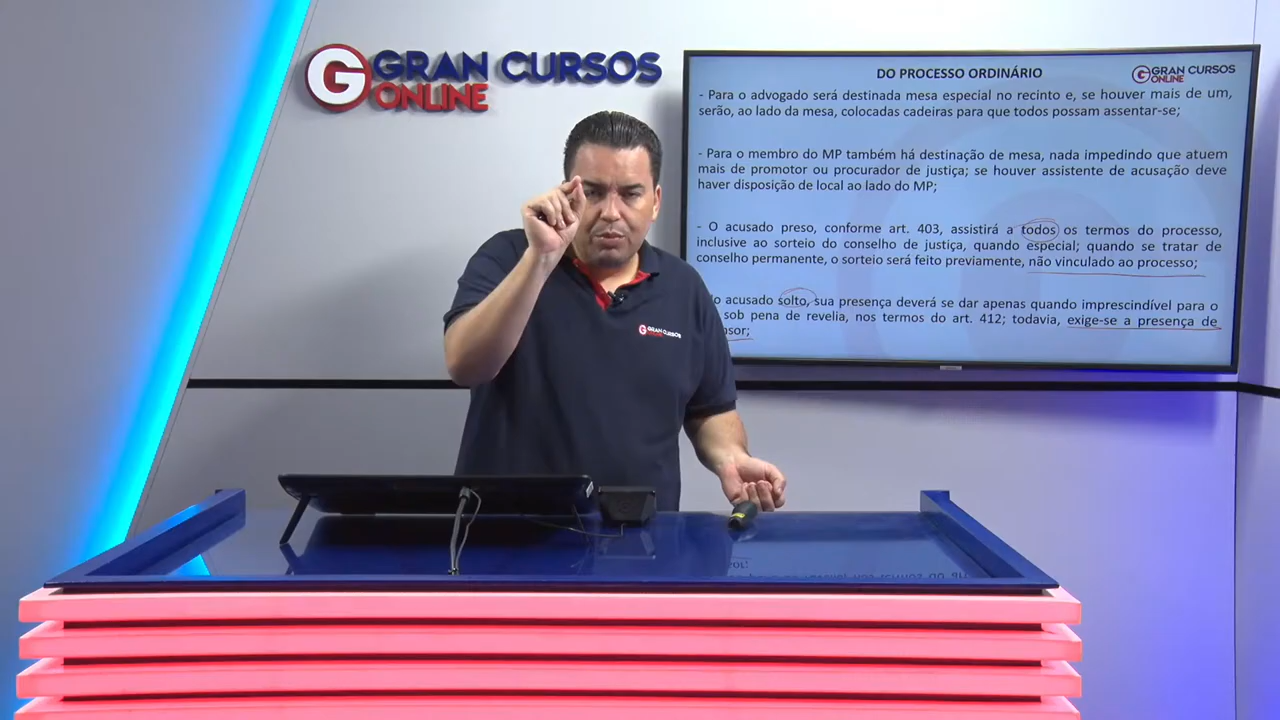 GRAN CURSOS
ONLINE
DO PROCESSO ORDINÁRIO
GRAN CURSOS
ONLINE
- Para o advogado será destinada mesa especial no recinto e, se houver mais de um,
serão, ao lado da mesa, colocadas cadeiras para que todos possam assentar-se;
- Para o membro do MP também há destinação de mesa, nada impedindo que atuem
mais de promotor ou procurador de justiça; se houver assistente de acusação deve
haver disposição de local ao lado do MP;
- O acusado preso, conforme art. 403, assistirá a todos os termos do processo,
inclusive ao sorteio do conselho de justiça, quando especial; quando se tratar de
conselho permanente, o sorteio será feito previamente, não vinculado ao processo;
o acusado solto, sua presença deverá se dar apenas quando imprescindível para o
sob pena de revelia, nos termos do art. 412; todavia, exige-se a presença de
nsor;
GRAN CURSOS